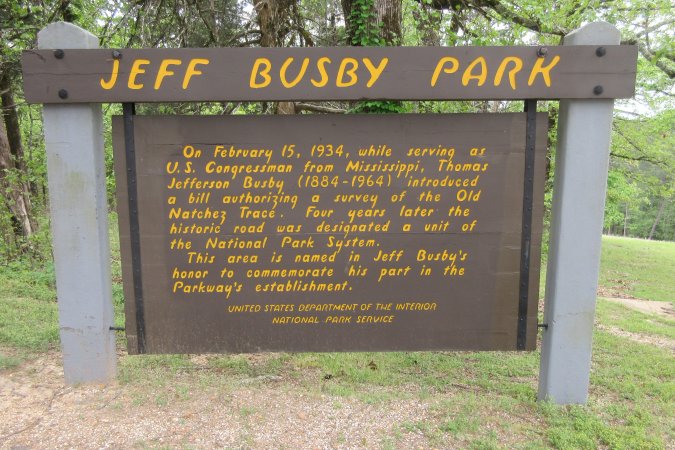 JEFF BUSBY PARK
On February 15, 1934, while serving as
U.S. Congressman from Mississippi, Thomas
Jefferson Busby (1884-1964) introduced
a bill authorizing a survey of the Old
Natchez Trace. Four years later the
historic road was designated a unit of
the National Park System.
This area is named in Jeff Busby's
honor to commemorate his part in the
Parkway's establishment.
UNITED STATES DEPARTMENT OF THE INTERIOR
NATIONAL PARK SERVICE